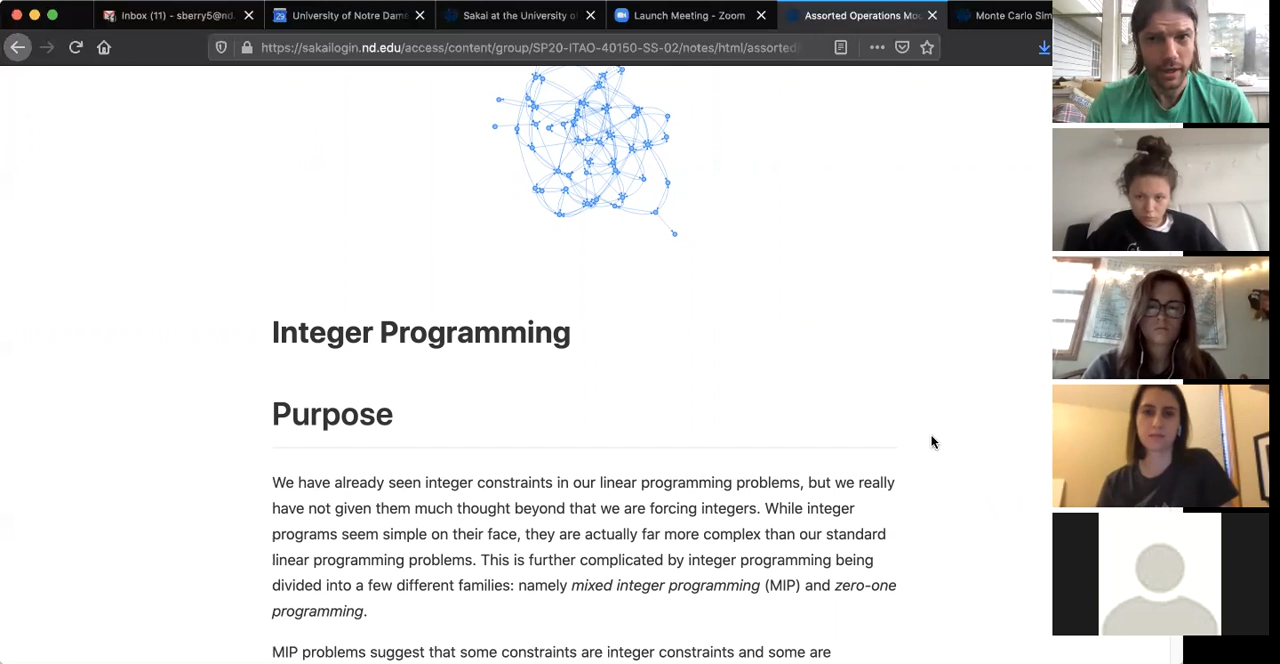 Inbox (11) - sberry5@nd.
University of Notre Dame
Sakai at the University of
Launch Meeting - Zoom
Assorted Operations Mod
Monte Carlo Sim
https://sakailogin.nd.edu/access/content/group/SP20-ITAO-40150-SS-02/notes/html/assorted
Integer Programming
Purpose
We have already seen integer constraints in our linear programming problems, but we really
have not given them much thought beyond that we are forcing integers. While integer
programs seem simple on their face, they are actually far more complex than our standard
linear programming problems. This is further complicated by integer programming being
divided into a few different families: namely mixed integer programming (MIP) and zero-one
programming.
MIP problems suggest that some constraints are integer constraints and some are